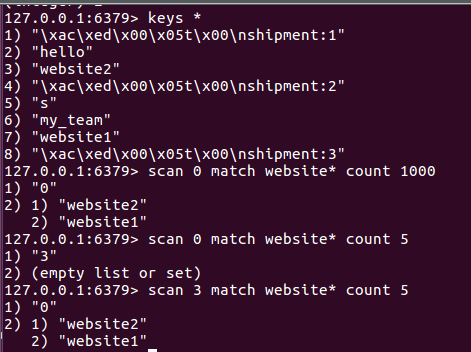 127.0.0.1:6379> keys *
1) "\xac\xed\x00\x05t\x00\nshipment:1"
2) "hello"
3) "website2"
4) "\xac\xed\x00\x05t\x00\nshipment:2"
5) "s"
6) "my_team"
7) "website1"
8) "\xac\xed\x00\x05t\x00\nshipment:3"
127.0.0.1:6379> scan 0 match website* count 1000
1) "0"
2) 1) "website2"
   2) "website1"
127.0.0.1:6379> scan 0 match website* count 5
1) "3"
2) (empty list or set)
127.0.0.1:6379> scan 3 match website* count 5
1) "0"
2) 1) "website2"
   2) "website1"